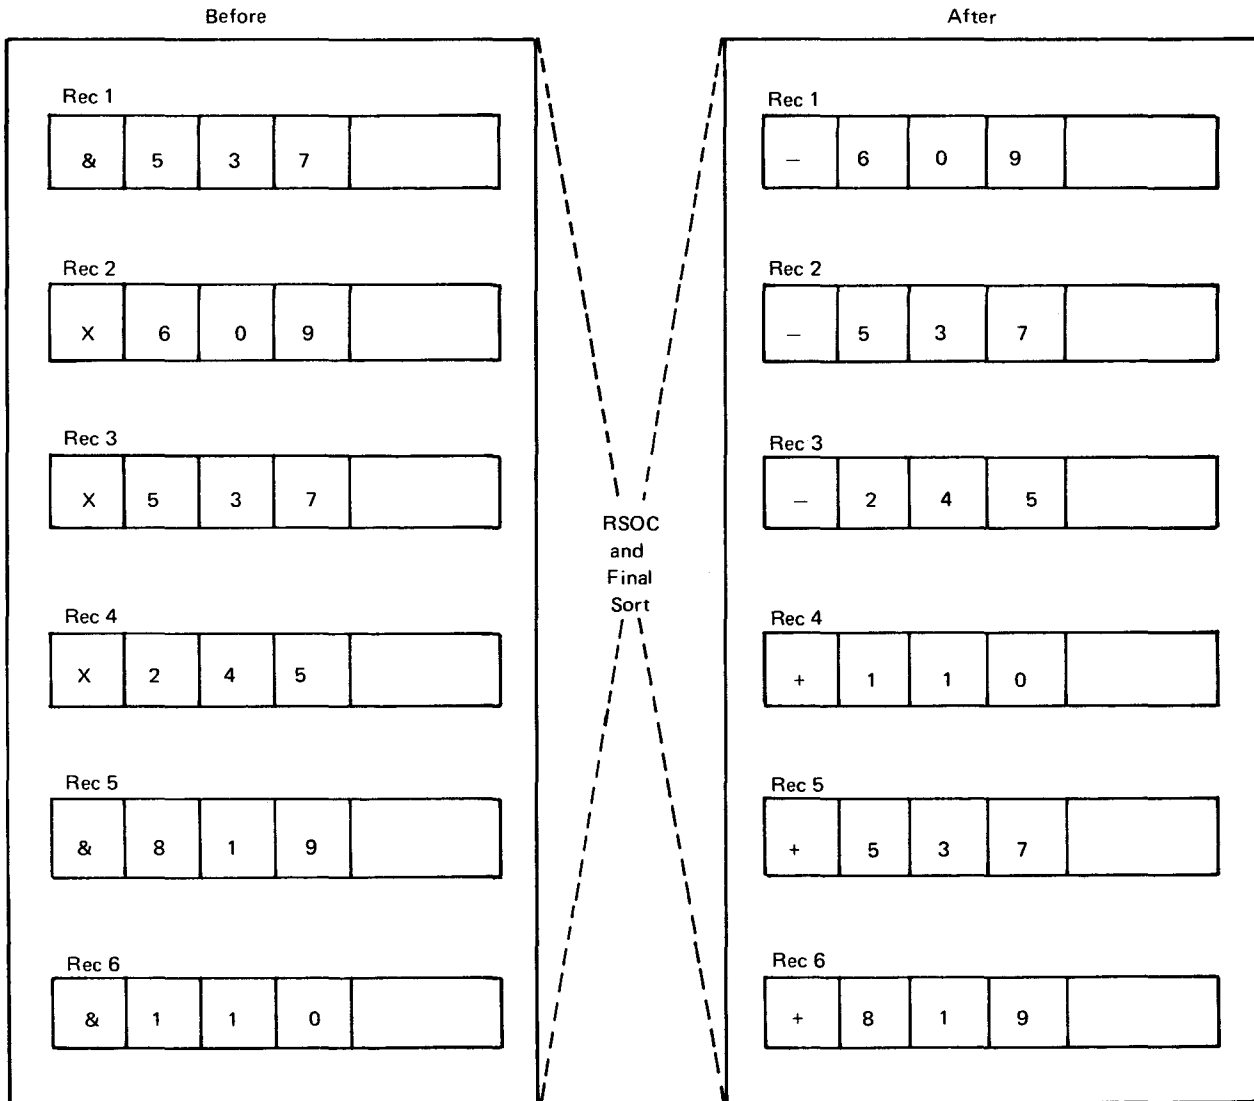 Before
Rec 1
& 5 3 7
Rec 2
X 6 0 9
Rec 3
X 5 3 7
Rec 4
X 2 4 5
Rec 5
& 8 1 9
Rec 6
& 1 1 0
RSOC
and
Final
Sort
After
Rec 1
– 6 0 9
Rec 2
– 5 3 7
Rec 3
– 2 4 5
Rec 4
+ 1 1 0
Rec 5
+ 5 3 7
Rec 6
+ 8 1 9